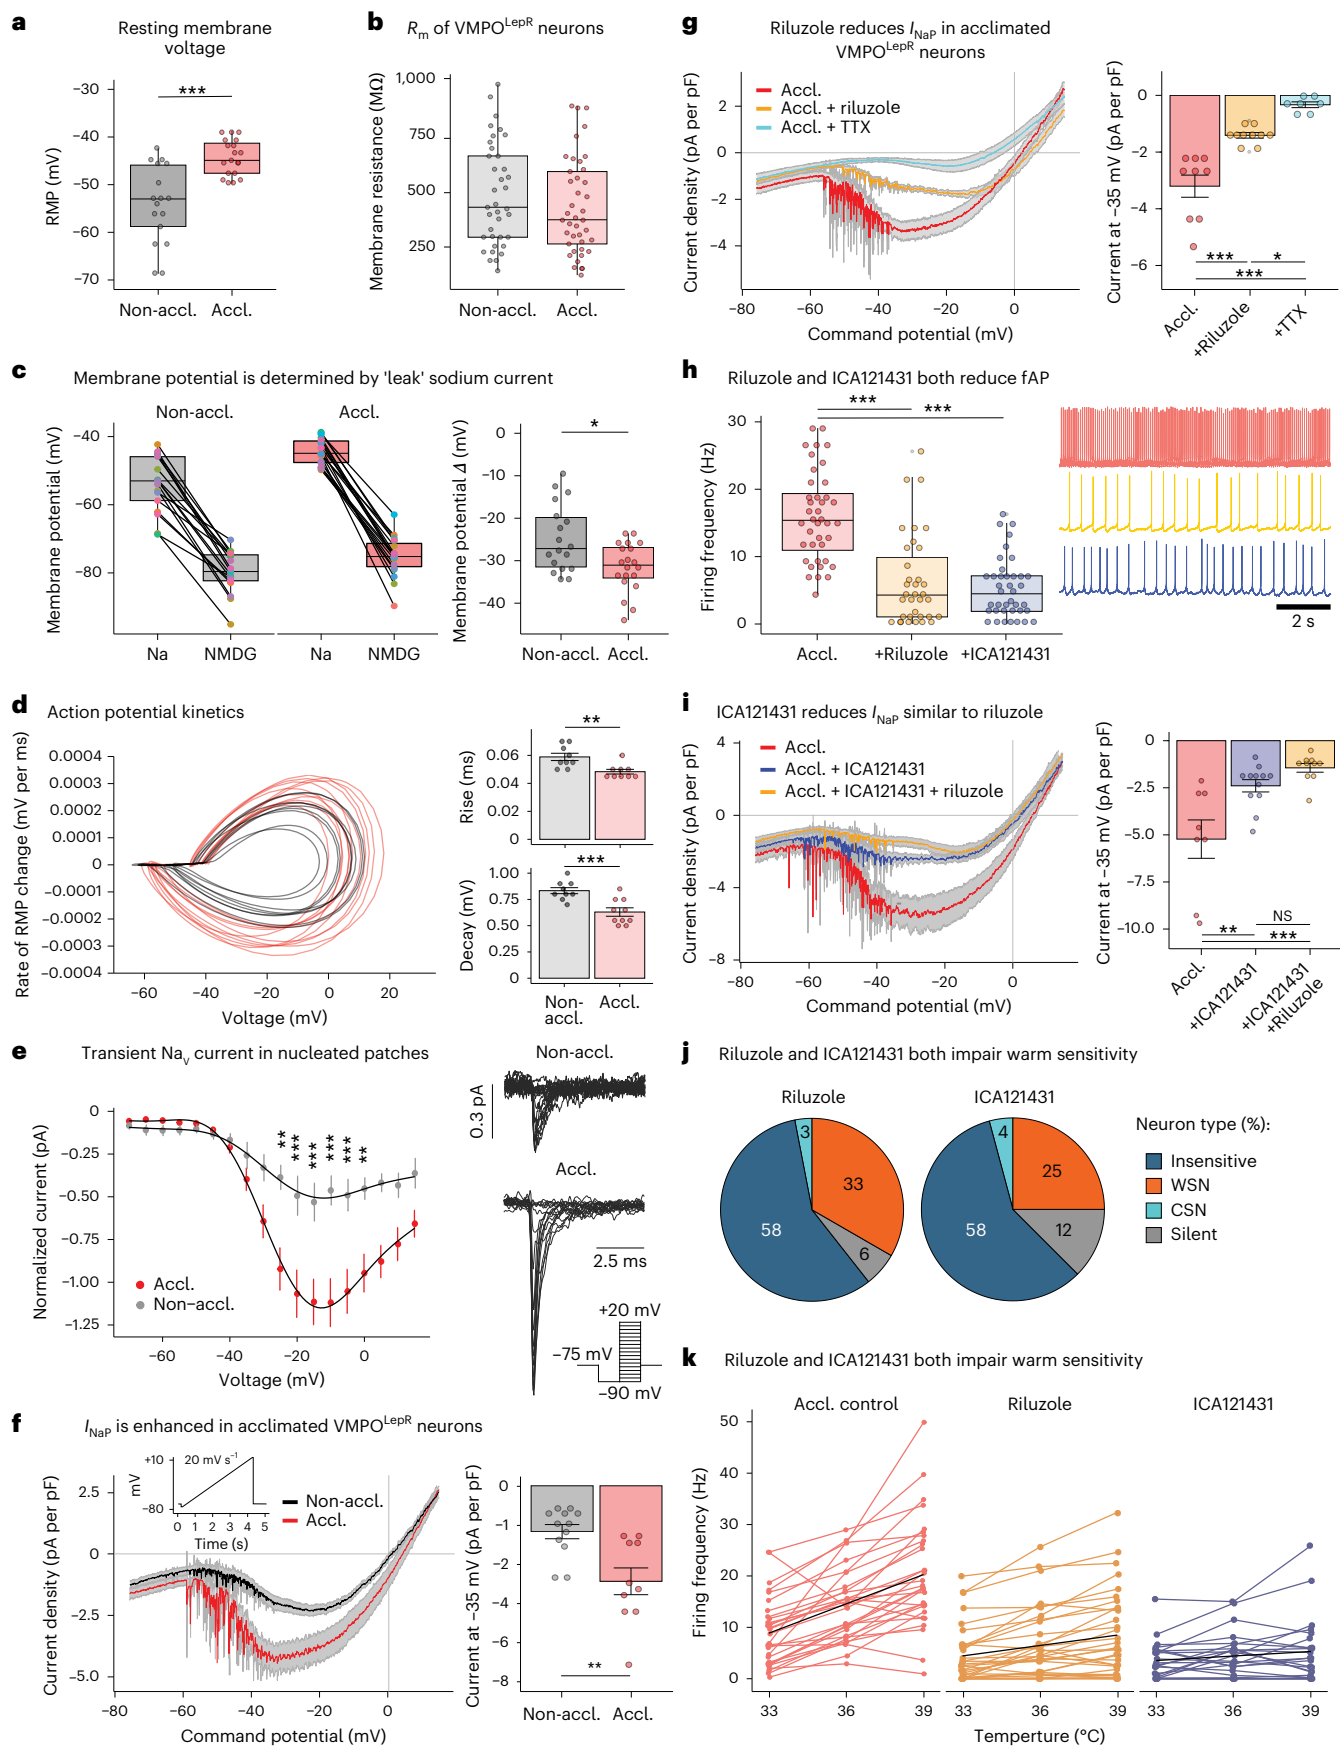 a
Resting membrane
voltage
RMP (mV)
−30
−40
−50
−60
−70
***
Non-accl.
Accl.
b
Rm of VMPO^LepR neurons
Membrane resistance (MΩ)
1,000
750
500
250
Non-accl.
Accl.
c
Membrane potential is determined by 'leak' sodium current
Non-accl.
Accl.
Membrane potential (mV)
−40
−60
−80
Na
NMDG
Na
NMDG
Membrane potential Δ (mV)
0
−10
−20
−30
−40
*
Non-accl.
Accl.
d
Action potential kinetics
Rate of RMP change (mV per ms)
0.0004
0.0003
0.0002
0.0001
0
−0.0001
−0.0002
−0.0003
−0.0004
−60
−40
−20
0
20
Voltage (mV)
Rise (ms)
0.06
0.04
0.02
0
**
Decay (mV)
1.00
0.75
0.50
0.25
0
***
Non-
accl.
Accl.
e
Transient NaV current in nucleated patches
Normalized current (pA)
0
−0.25
−0.50
−0.75
−1.00
−1.25
**
***
***
***
***
**
Accl.
Non−accl.
−60
−40
−20
0
Voltage (mV)
Non-accl.
0.3 pA
Accl.
2.5 ms
+20 mV
−75 mV
−90 mV
f
INaP is enhanced in acclimated VMPO^LepR neurons
Current density (pA per pF)
2.5
0
−2.5
−5.0
mV
+10
−80
20 mV s⁻¹
0 1 2 3 4 5
Time (s)
Non-accl.
Accl.
−80
−60
−40
−20
0
Command potential (mV)
Current at −35 mV (pA per pF)
0
−1
−2
−4
−6
−8
**
Non-accl.
Accl.
g
Riluzole reduces INaP in acclimated
VMPO^LepR neurons
Current density (pA per pF)
2
0
−2
−4
Accl.
Accl. + riluzole
Accl. + TTX
−80
−60
−40
−20
0
Command potential (mV)
Current at −35 mV (pA per pF)
0
−2
−4
−6
***
*
***
Accl.
+Riluzole
+TTX
h
Riluzole and ICA121431 both reduce fAP
Firing frequency (Hz)
30
20
10
0
***
***
Accl.
+Riluzole
+ICA121431
2 s
i
ICA121431 reduces INaP similar to riluzole
Current density (pA per pF)
4
0
−4
−8
Accl.
Accl. + ICA121431
Accl. + ICA121431 + riluzole
−80
−60
−40
−20
0
Command potential (mV)
Current at −35 mV (pA per pF)
0
−2.5
−5.0
−7.5
−10.0
**
NS
***
Accl.
+ICA121431
+ICA121431
+Riluzole
j
Riluzole and ICA121431 both impair warm sensitivity
Riluzole
3
33
58
6
ICA121431
4
25
58
12
Neuron type (%):
Insensitive
WSN
CSN
Silent
k
Riluzole and ICA121431 both impair warm sensitivity
Accl. control
Riluzole
ICA121431
Firing frequency (Hz)
50
40
30
20
10
0
33
36
39
33
36
39
33
36
39
Temperture (°C)